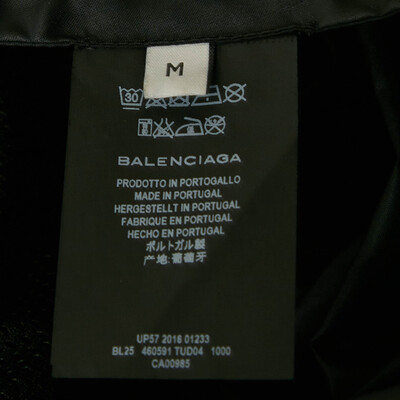 M
30
BALENCIAGA
PRODOTTO IN PORTOGALLO
MADE IN PORTUGAL
HERGESTELLT IN PORTUGAL
FABRIQUE EN PORTUGAL
HECHO EN PORTUGAL
ポルトガル製
产地:葡萄牙
UP57 2016 01233
BL25 460591 TUD04 1000
CA00985